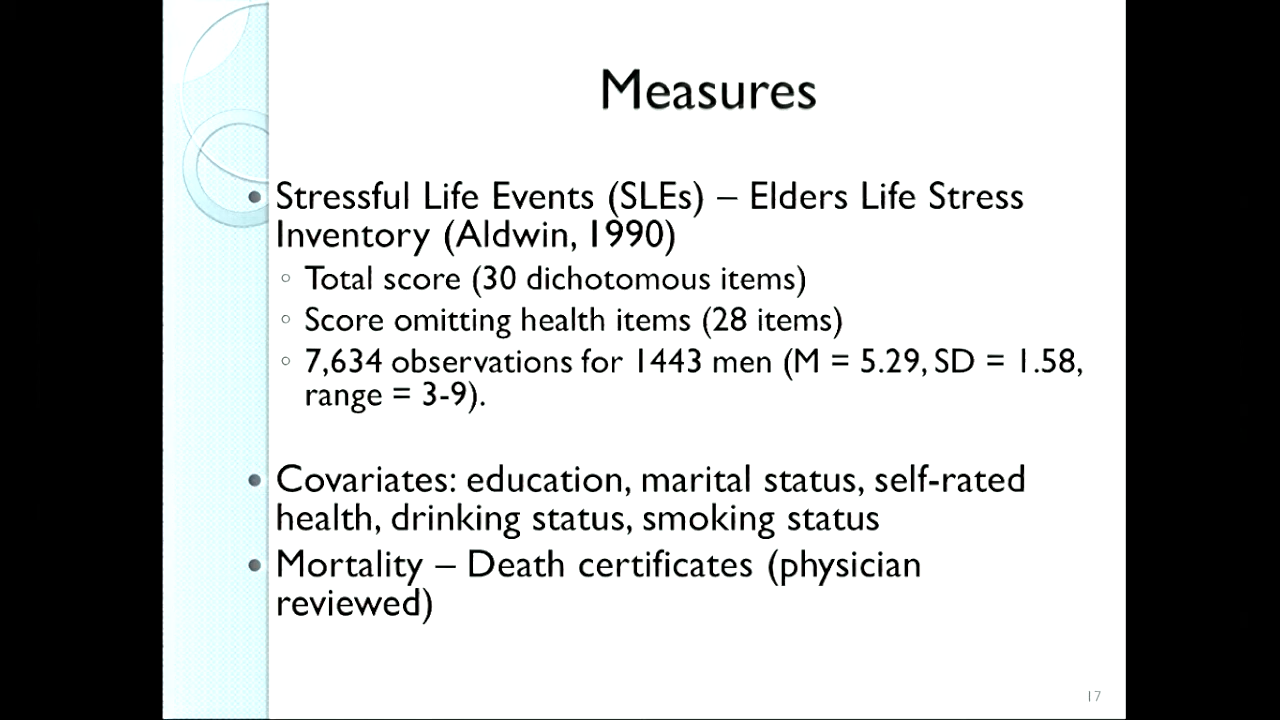 Measures
• Stressful Life Events (SLEs) – Elders Life Stress
Inventory (Aldwin, 1990)
◦ Total score (30 dichotomous items)
◦ Score omitting health items (28 items)
◦ 7,634 observations for 1443 men (M = 5.29, SD = 1.58,
range = 3-9).
• Covariates: education, marital status, self-rated
health, drinking status, smoking status
• Mortality – Death certificates (physician
reviewed)
17